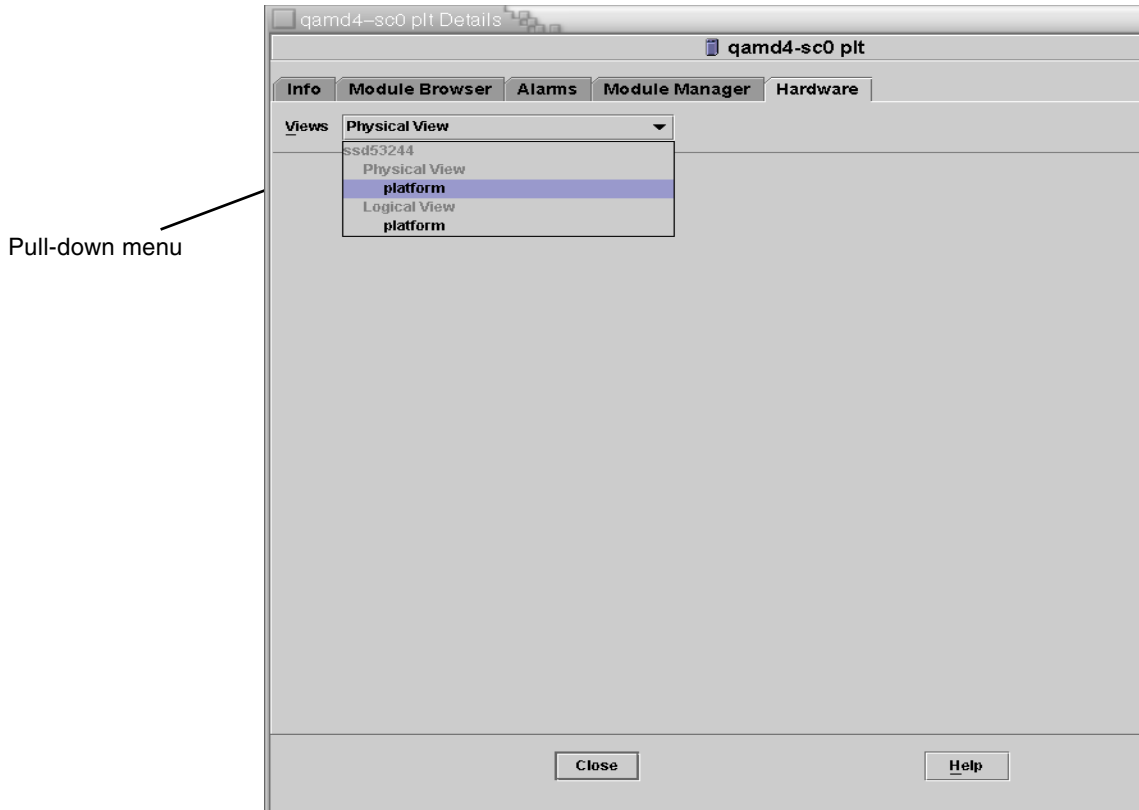 qamd4–sc0 plt Details
qamd4-sc0 plt
Info Module Browser Alarms Module Manager Hardware
Views Physical View
ssd53244
Physical View
platform
Logical View
platform
Pull-down menu
Close Help